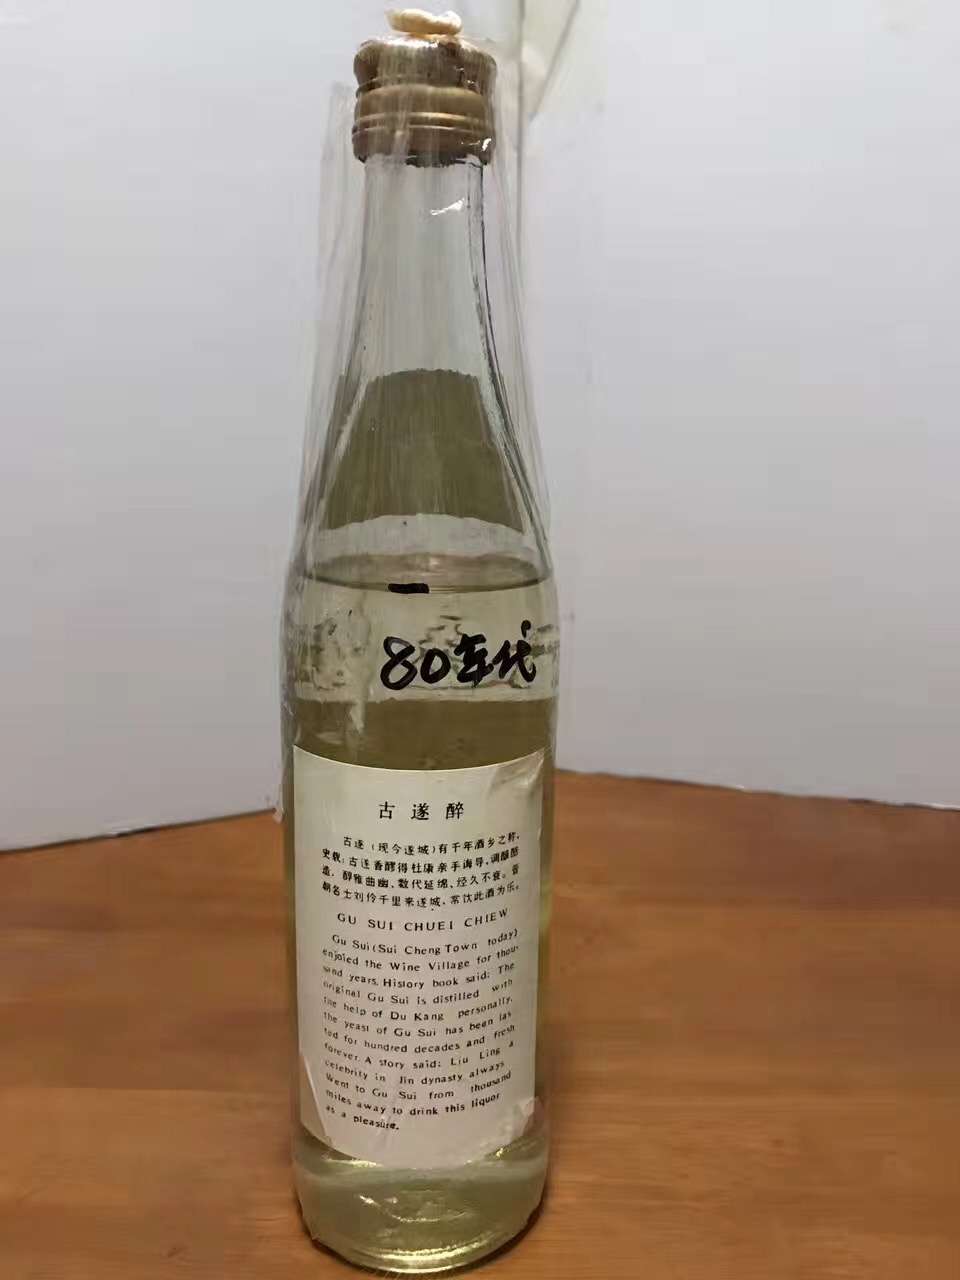 80年代
古遂醉
古遂(现今遂城)有千年酒乡之称,
史载:古遂香醪得杜康亲手诲导,调酿酷
造,醇雅曲幽、数代延绵、经久不衰。晋
朝名士刘伶千里来遂城,常饮此酒为乐。
GU SUI CHUEI CHIEW
Gu Sui (Sui Cheng Town today)
enjoied the Wine Village for thou-
sand years. History book said: The
original Gu Sui is distilled with
the help of Du Kang personally,
the yeast of Gu Sui has been las
ted for hundred decades and fresh
forever. A story said: Liu Ling a
celebrity in Jin dynasty always
Went to Gu Sui from thousand
miles away to drink this liquor
as a pleasure.